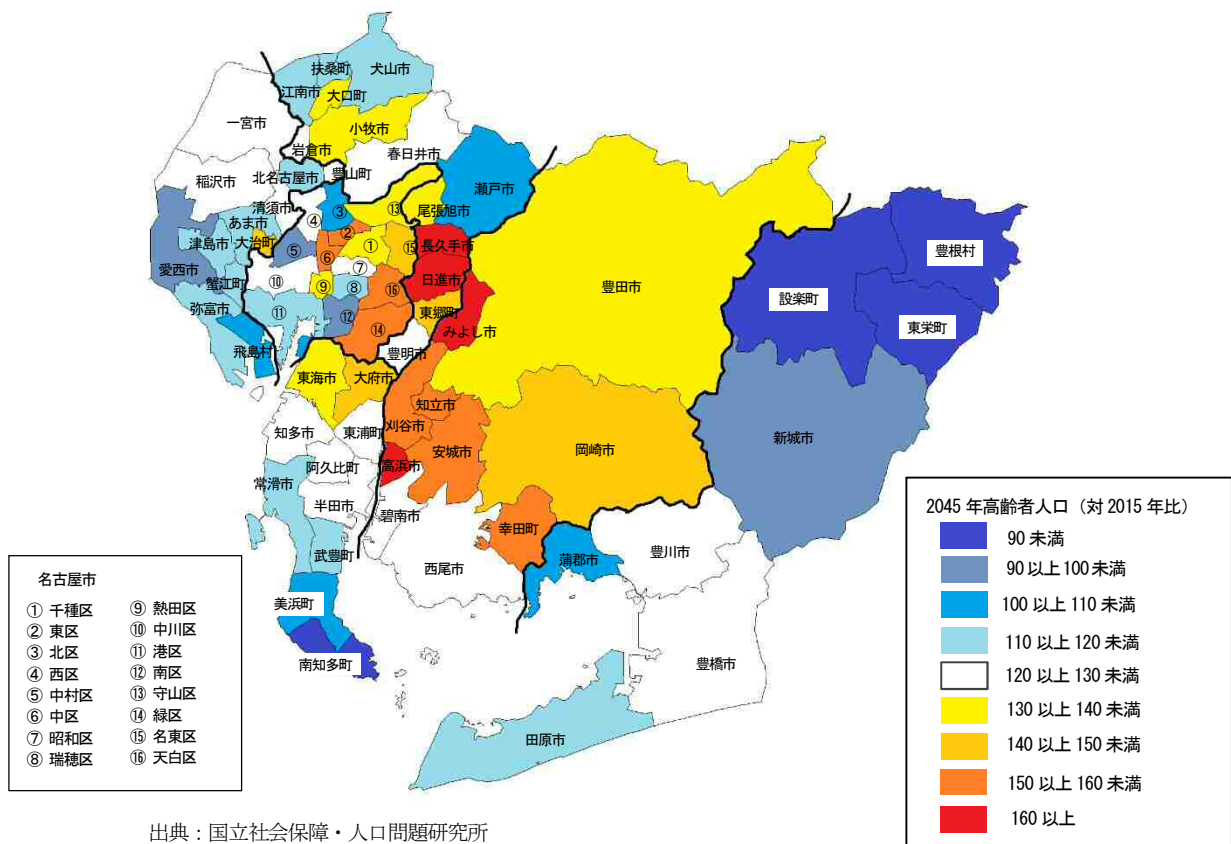 扶桑町
犬山市
江南市
大口町
一宮市
小牧市
岩倉市
春日井市
北名古屋市
豊山町
瀬戸市
稲沢市
清須市
④
③
⑬
尾張旭市
あま市
②
津島市
大治町
⑤
①
⑮
長久手市
豊根村
愛西市
⑥
⑦
蟹江町
⑩
⑨
⑧
⑯
日進市
豊田市
設楽町
弥富市
⑪
⑫
東郷町
東栄町
⑭
みよし市
飛島村
豊明市
東海市
大府市
知立市
知多市
東浦町
刈谷市
新城市
安城市
岡崎市
高浜市
阿久比町
常滑市
半田市
碧南市
幸田町
豊川市
武豊町
蒲郡市
西尾市
美浜町
南知多町
豊橋市
田原市
名古屋市
① 千種区
② 東区
③ 北区
④ 西区
⑤ 中村区
⑥ 中区
⑦ 昭和区
⑧ 瑞穂区
⑨ 熱田区
⑩ 中川区
⑪ 港区
⑫ 南区
⑬ 守山区
⑭ 緑区
⑮ 名東区
⑯ 天白区
2045 年高齢者人口（対 2015 年比）
90 未満
90 以上 100 未満
100 以上 110 未満
110 以上 120 未満
120 以上 130 未満
130 以上 140 未満
140 以上 150 未満
150 以上 160 未満
160 以上
出典：国立社会保障・人口問題研究所